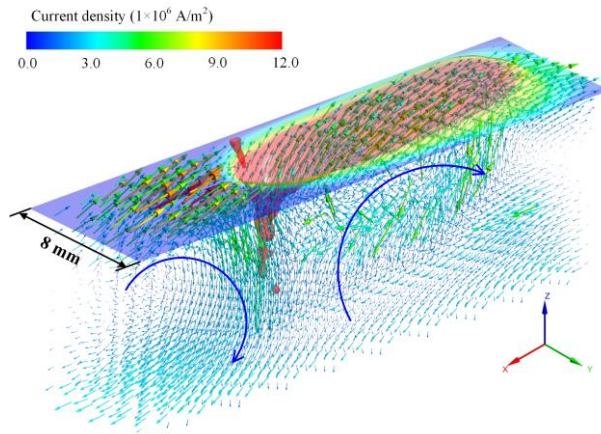 Current density (1×10⁶ A/m²)
0.0 3.0 6.0 9.0 12.0
8 mm
Z
X
Y